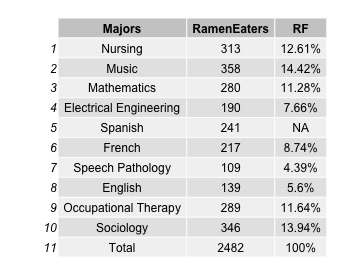 Majors RamenEaters RF
1 Nursing 313 12.61%
2 Music 358 14.42%
3 Mathematics 280 11.28%
4 Electrical Engineering 190 7.66%
5 Spanish 241 NA
6 French 217 8.74%
7 Speech Pathology 109 4.39%
8 English 139 5.6%
9 Occupational Therapy 289 11.64%
10 Sociology 346 13.94%
11 Total 2482 100%